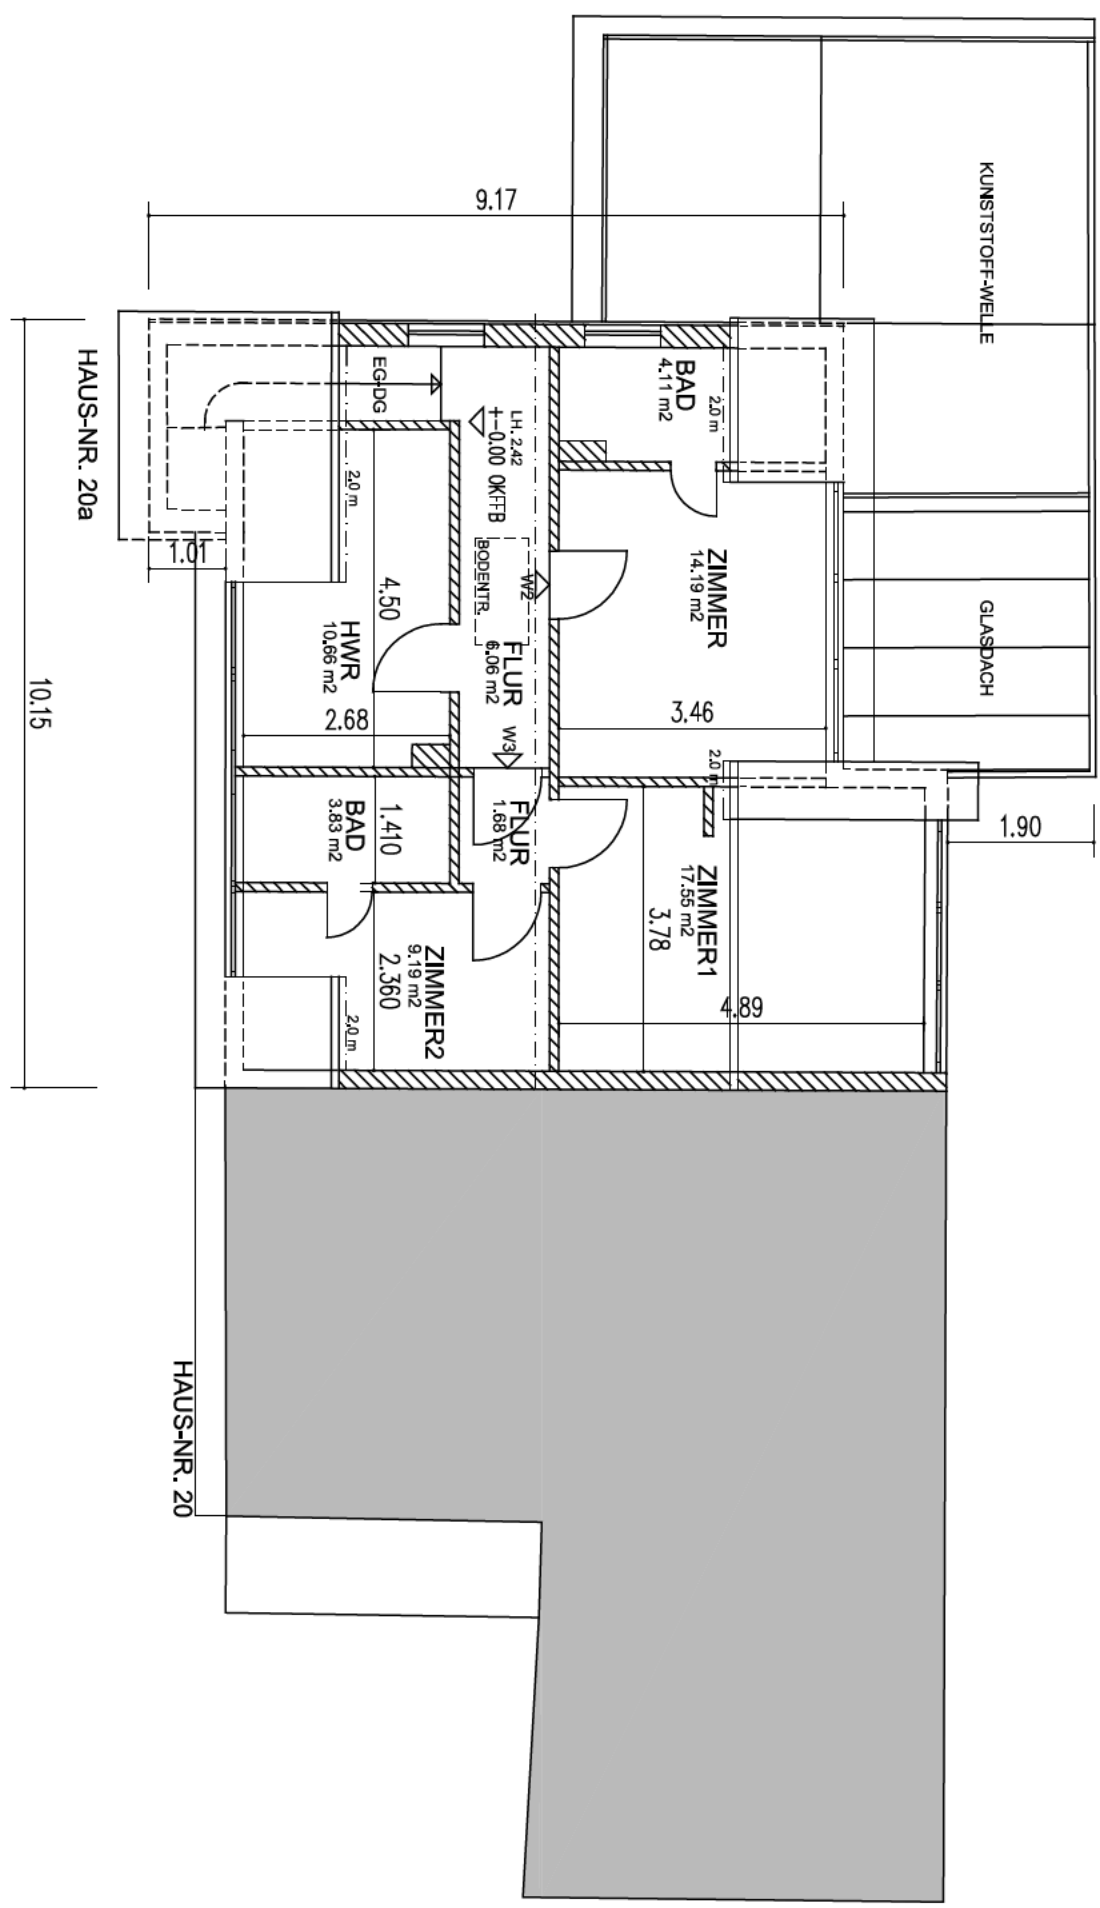 KUNSTSTOFF-WELLE
GLASDACH
9.17
HAUS-NR. 20a
1.01
10.15
EG-DG
LH. 2.42
+-0.00 OKFFB
BAD
4.11 m2
2.0 m
2.0 m
4.50
HWR
10.66 m2
2.68
BODENTR.
W2
FLUR
6.06 m2
W3
ZIMMER
14.19 m2
3.46
2.0 m
1.90
BAD
3.83 m2
1.410
FLUR
1.68 m2
ZIMMER1
17.55 m2
3.78
4.89
ZIMMER2
9.19 m2
2.360
2.0 m
HAUS-NR. 20